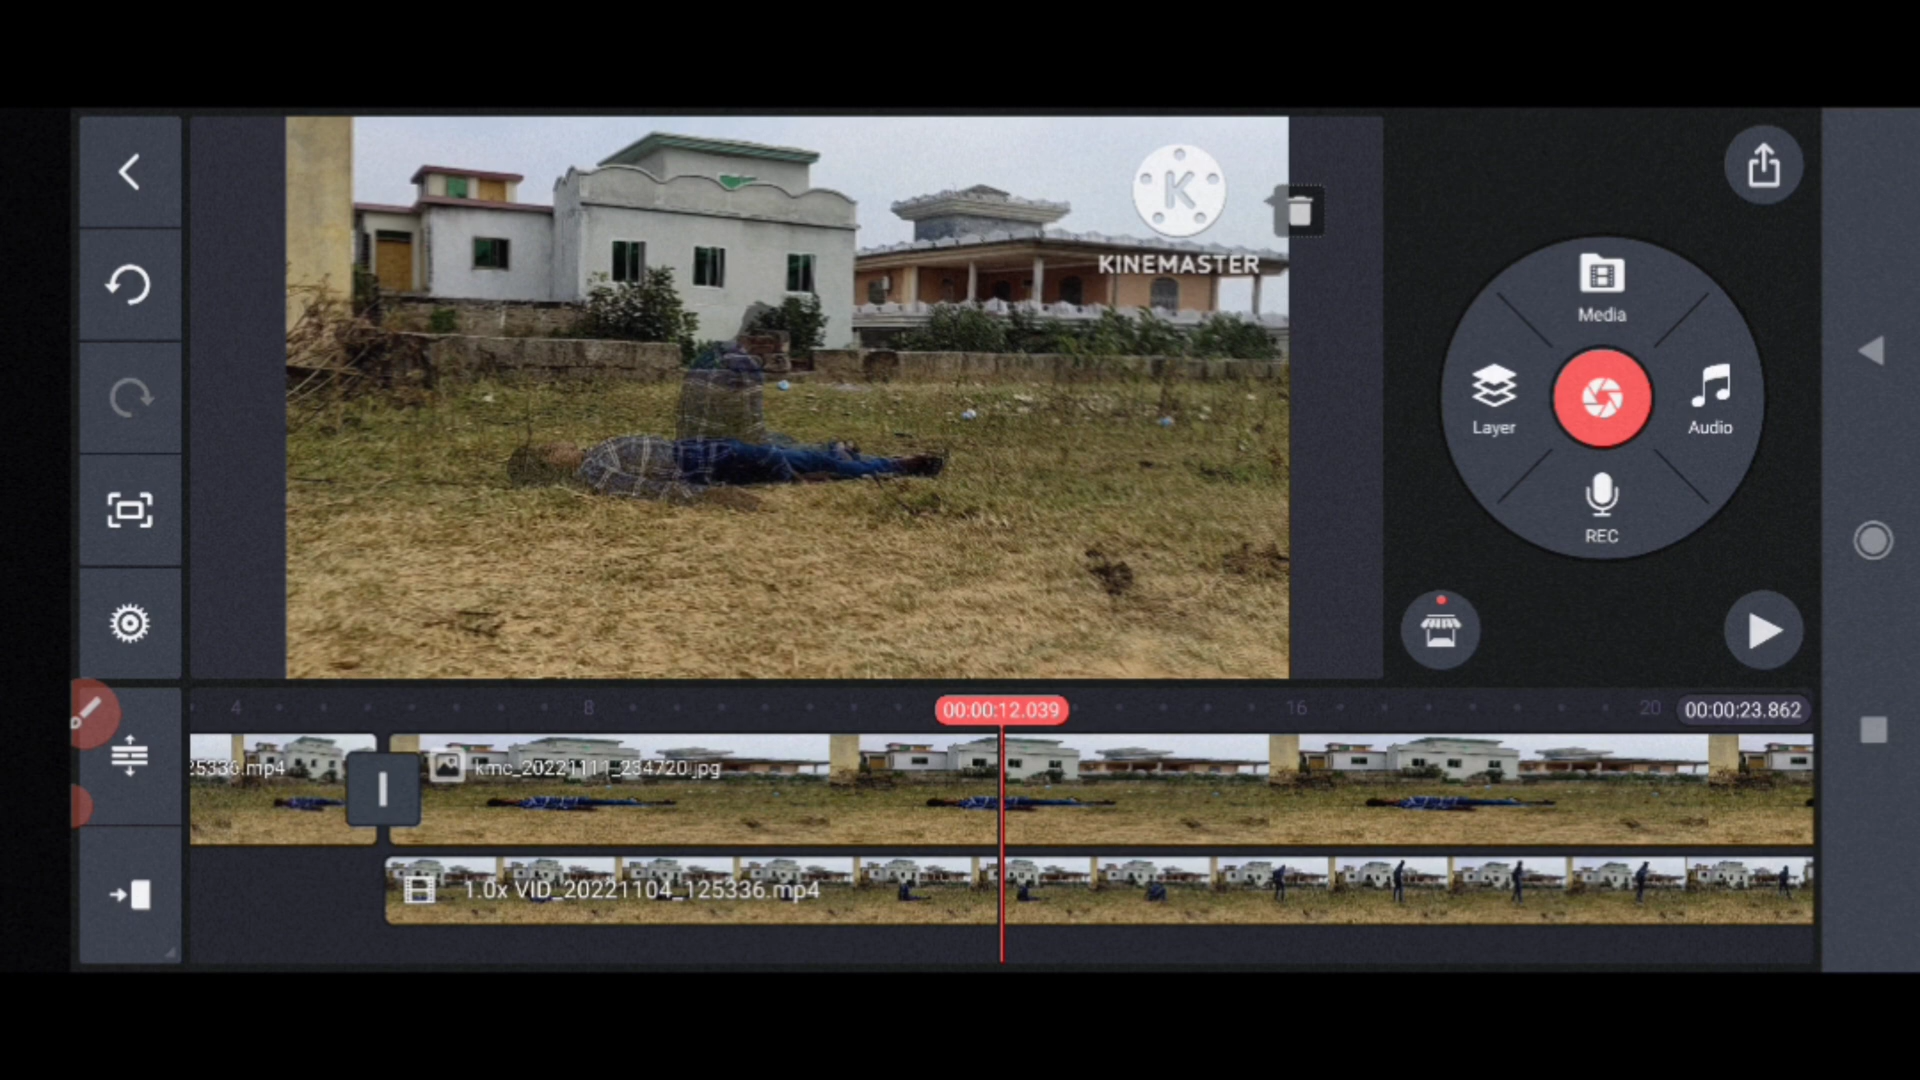 K
KINEMASTER
Media
Layer
Audio
REC
4
8
00:00:12.039
16
20
00:00:23.862
25336.mp4
kmc_20221111_234720.jpg
1.0x VID_20221104_125336.mp4